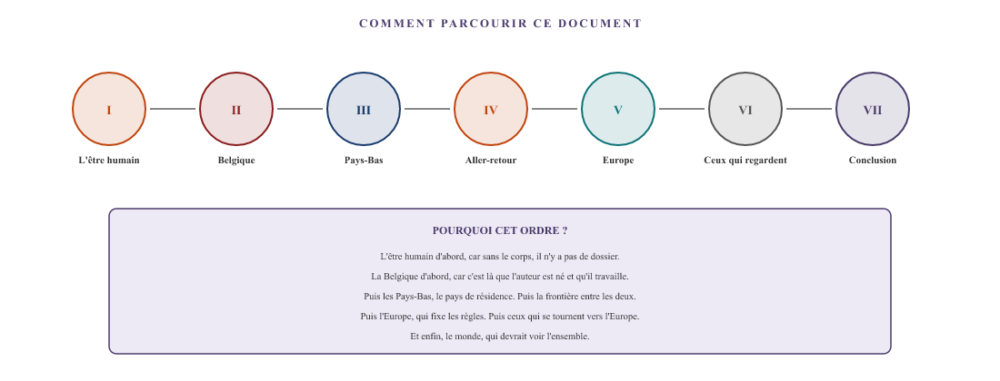 COMMENT PARCOURIR CE DOCUMENT
I II III IV V VI VII
L'être humain Belgique Pays-Bas Aller-retour Europe Ceux qui regardent Conclusion
POURQUOI CET ORDRE ?
L'être humain d'abord, car sans le corps, il n'y a pas de dossier.
La Belgique d'abord, car c'est là que l'auteur est né et qu'il travaille.
Puis les Pays-Bas, le pays de résidence. Puis la frontière entre les deux.
Puis l'Europe, qui fixe les règles. Puis ceux qui se tournent vers l'Europe.
Et enfin, le monde, qui devrait voir l'ensemble.